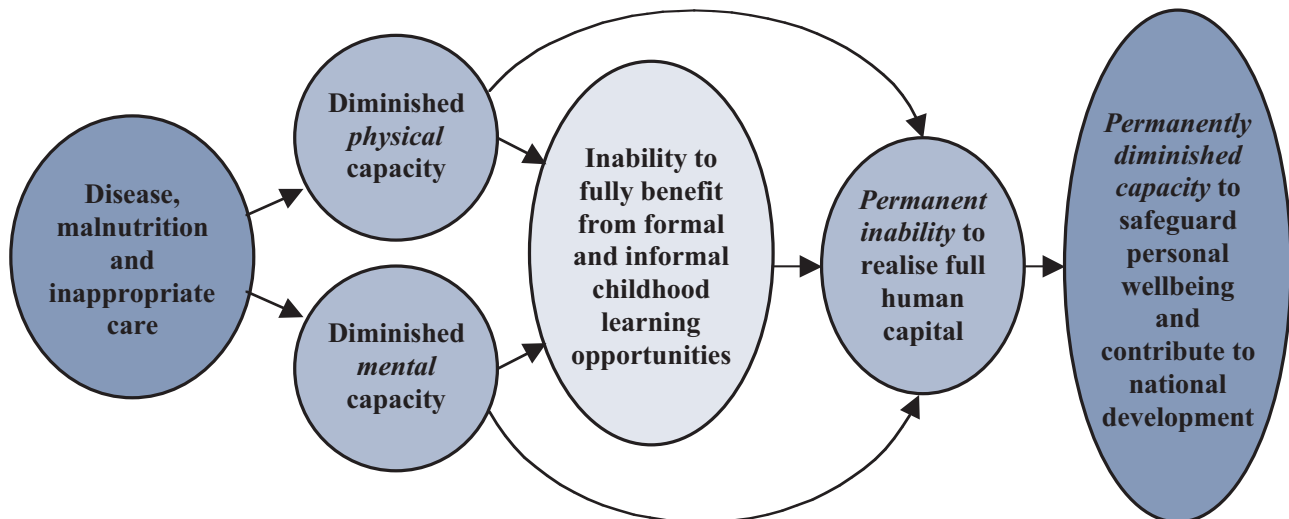 Disease,
malnutrition
and
inappropriate
care
Diminished
physical
capacity
Diminished
mental
capacity
Inability to
fully benefit
from formal
and informal
childhood
learning
opportunities
Permanent
inability to
realise full
human
capital
Permanently
diminished
capacity to
safeguard
personal
wellbeing
and
contribute to
national
development